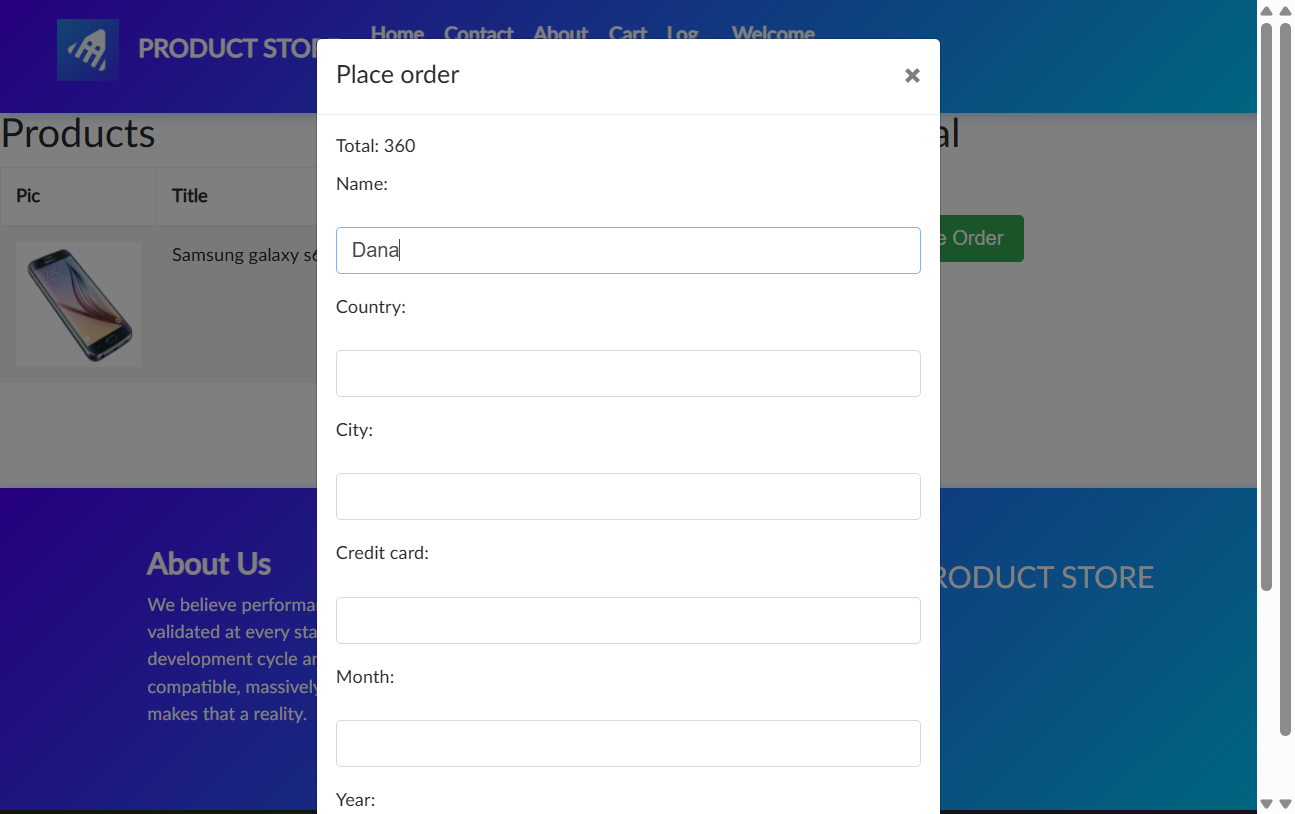 PRODUCT STO
Home Contact About Cart Log Welcome
Place order
×
Products
Total: 360
Name:
Pic Title
Dana
e Order
Samsung galaxy s6
Country:
City:
Credit card:
About Us
We believe performa
validated at every sta
development cycle an
compatible, massively
makes that a reality.
RODUCT STORE
Month:
Year: